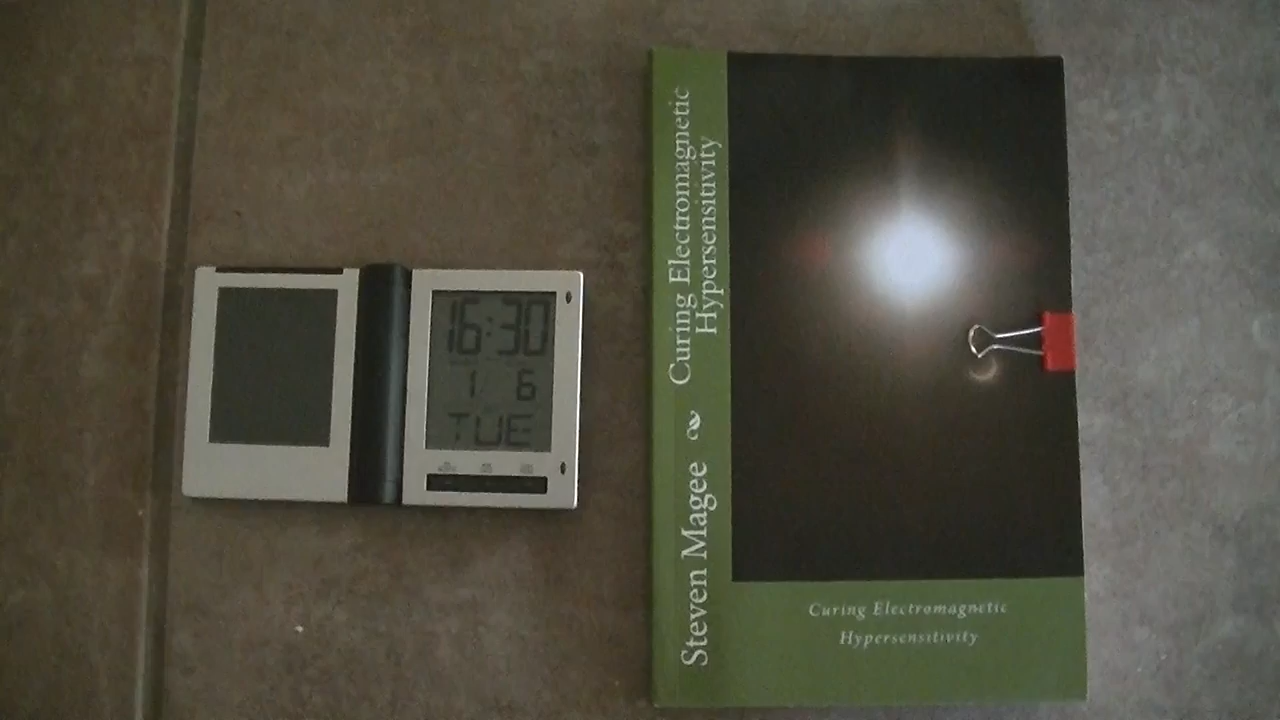 16:30
1 6
TUE
Steven Magee Curing Electromagnetic
Hypersensitivity
Curing Electromagnetic
Hypersensitivity